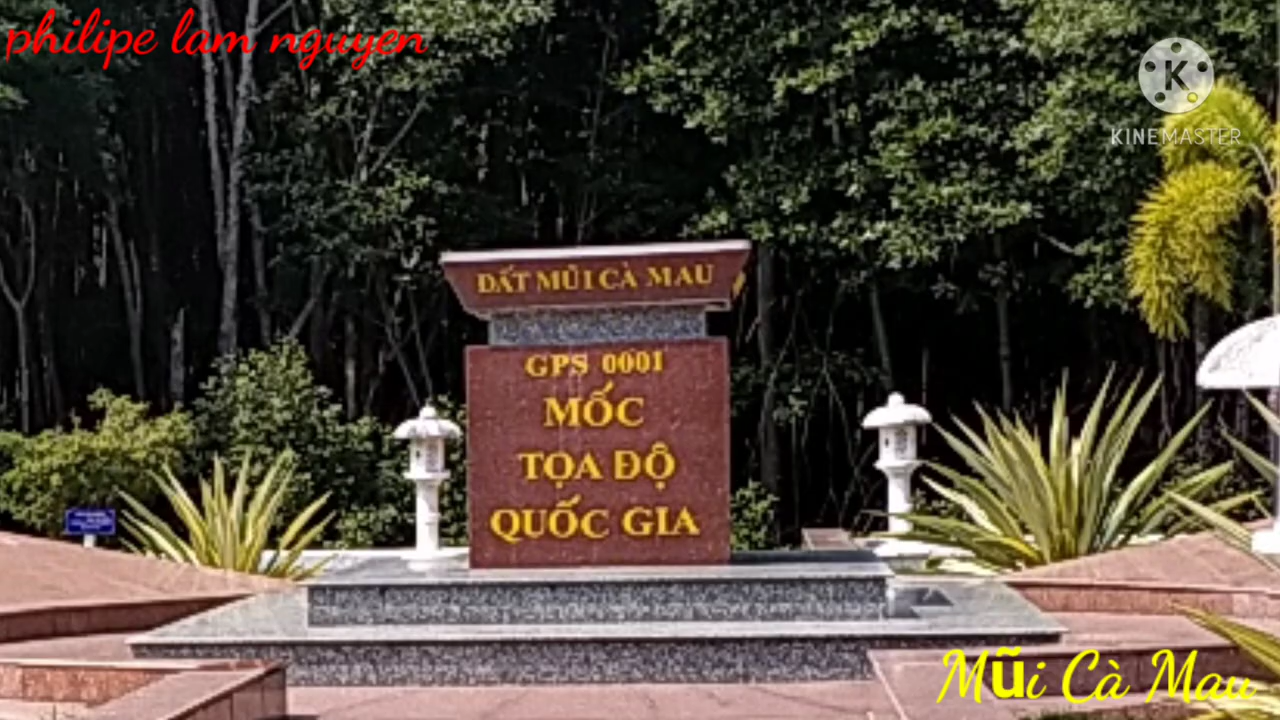 philipe lam nguyen
KINEMASTER
ĐẤT MŨI CÀ MAU
GPS 0001
MỐC
TỌA ĐỘ
QUỐC GIA
Mũi Cà Mau